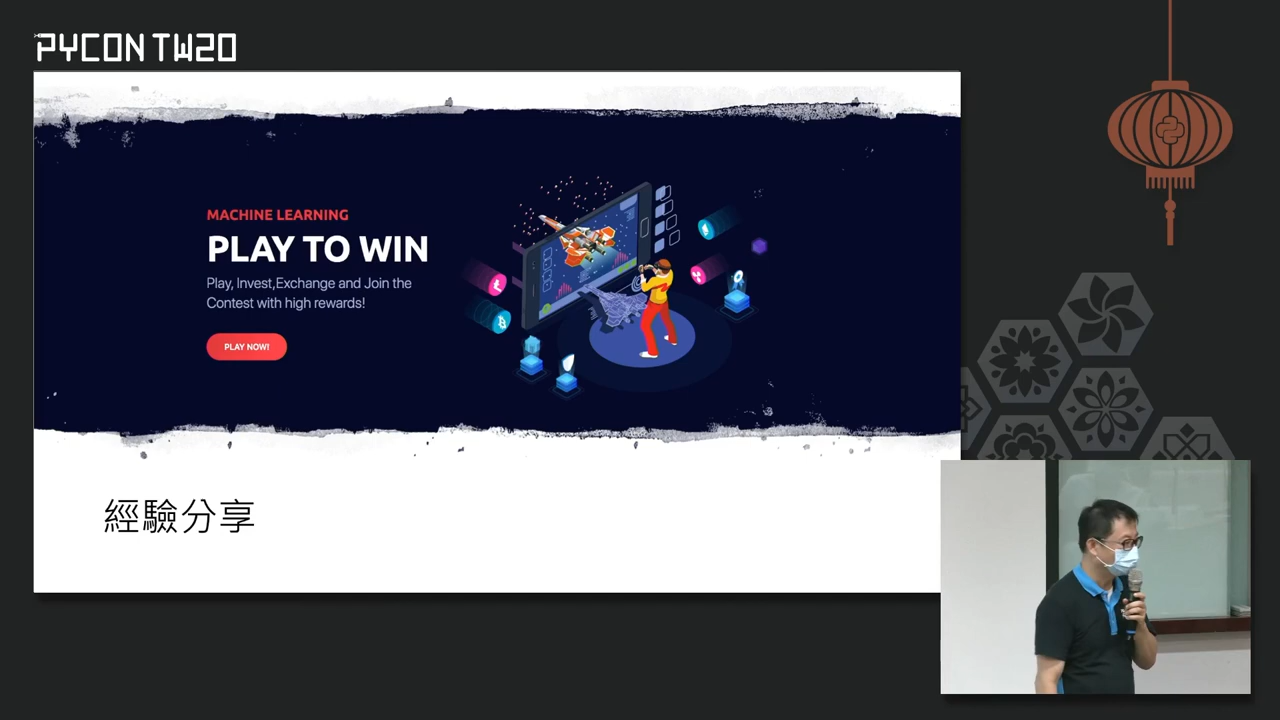 PYCON TW20
MACHINE LEARNING
PLAY TO WIN
Play, Invest,Exchange and Join the
Contest with high rewards!
PLAY NOW!
經驗分享